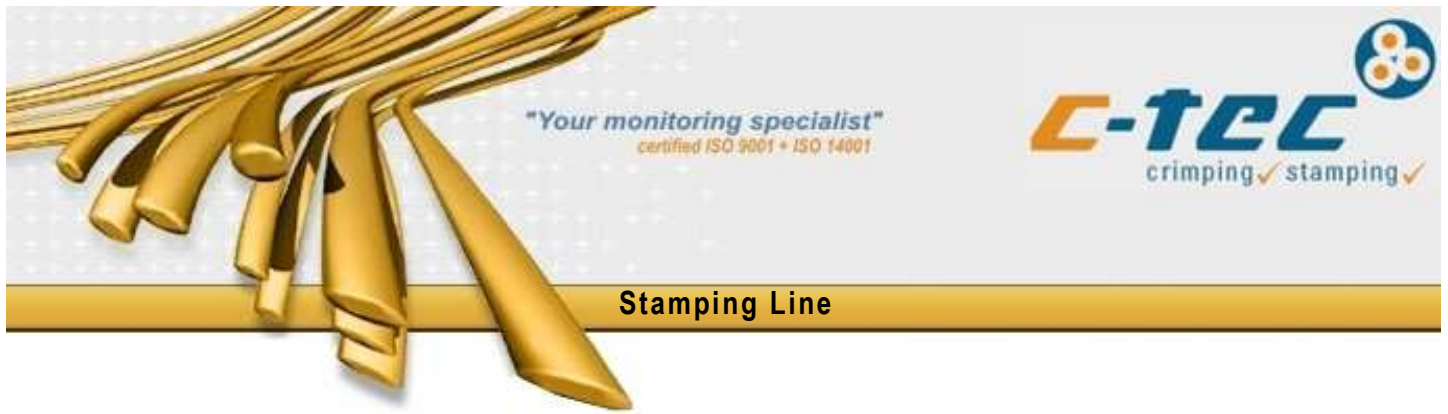 "Your monitoring specialist"
certified ISO 9001 + ISO 14001
c-tec
crimping✓ stamping✓
Stamping Line